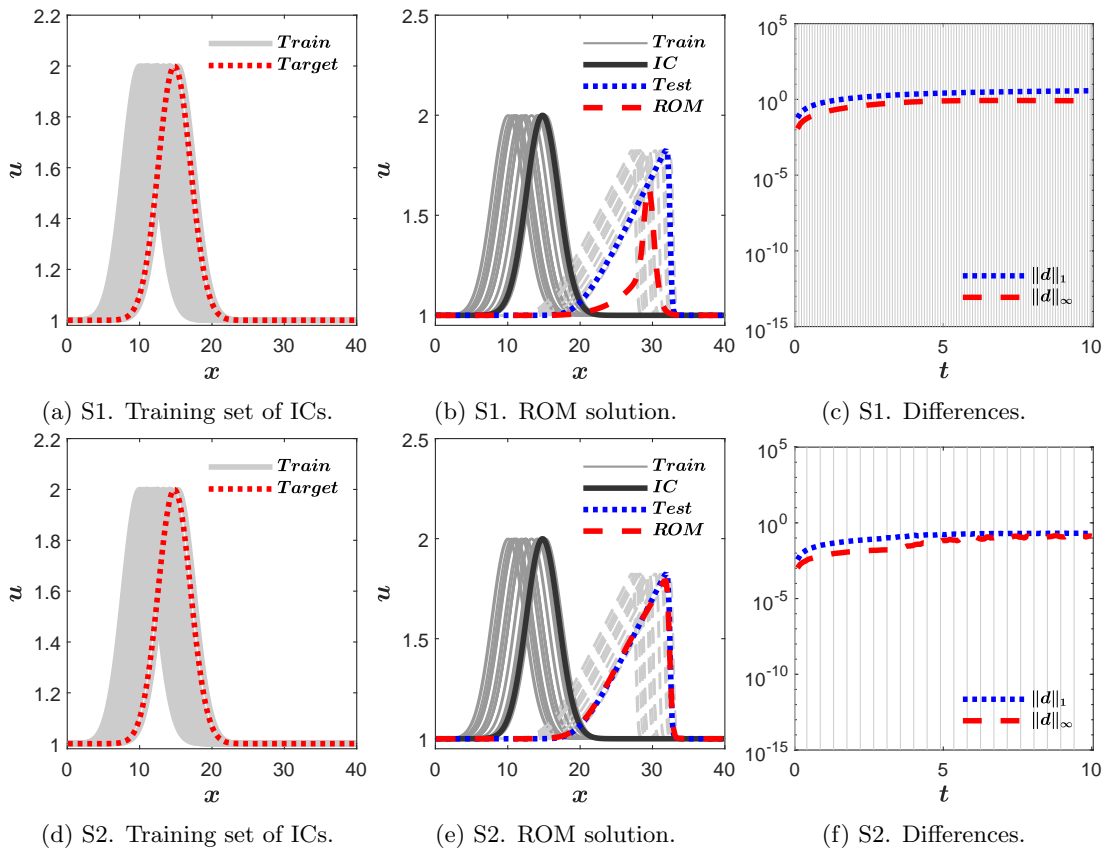 2.2
2
1.8
1.6
1.4
1.2
1
0 10 20 30 40
u
x
Train
Target
(a) S1. Training set of ICs.
2.5
2
1.5
1
0 10 20 30 40
u
x
Train
IC
Test
ROM
(b) S1. ROM solution.
10^5
10^0
10^-5
10^-10
10^-15
0 5 10
t
‖d‖₁
‖d‖∞
(c) S1. Differences.
2.2
2
1.8
1.6
1.4
1.2
1
0 10 20 30 40
u
x
Train
Target
(d) S2. Training set of ICs.
2.5
2
1.5
1
0 10 20 30 40
u
x
Train
IC
Test
ROM
(e) S2. ROM solution.
10^5
10^0
10^-5
10^-10
10^-15
0 5 10
t
‖d‖₁
‖d‖∞
(f) S2. Differences.